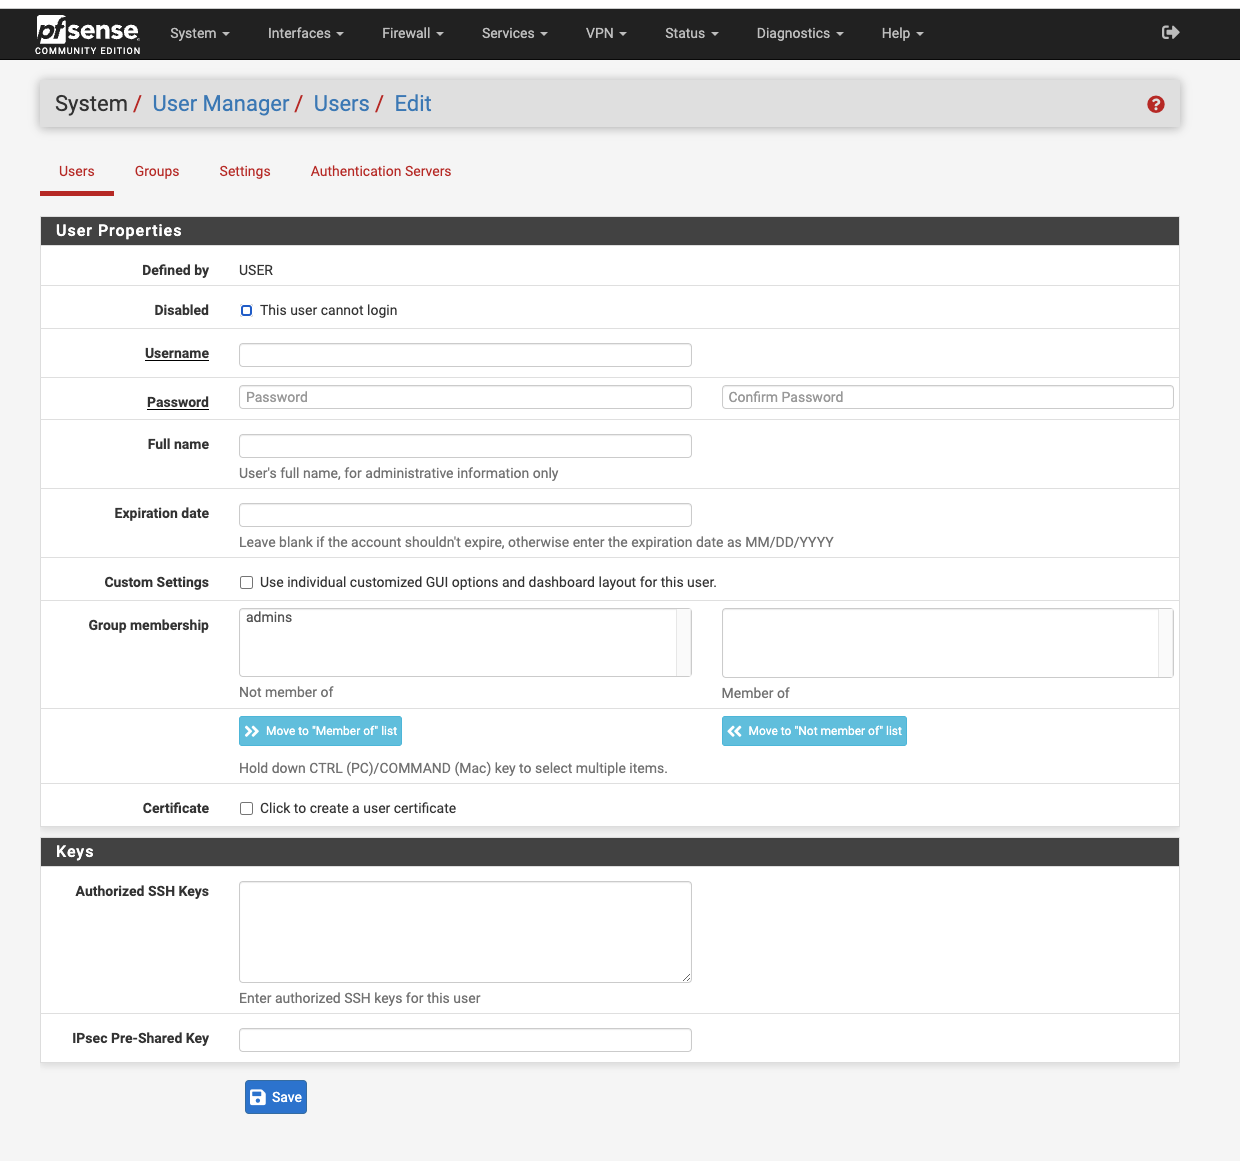 pfsense
COMMUNITY EDITION
System Interfaces Firewall Services VPN Status Diagnostics Help
System / User Manager / Users / Edit
?
Users Groups Settings Authentication Servers
User Properties
Defined by USER
Disabled This user cannot login
Username
Password Password Confirm Password
Full name
User's full name, for administrative information only
Expiration date
Leave blank if the account shouldn't expire, otherwise enter the expiration date as MM/DD/YYYY
Custom Settings Use individual customized GUI options and dashboard layout for this user.
Group membership admins
Not member of Member of
Move to "Member of" list Move to "Not member of" list
Hold down CTRL (PC)/COMMAND (Mac) key to select multiple items.
Certificate Click to create a user certificate
Keys
Authorized SSH Keys
Enter authorized SSH keys for this user
IPsec Pre-Shared Key
Save